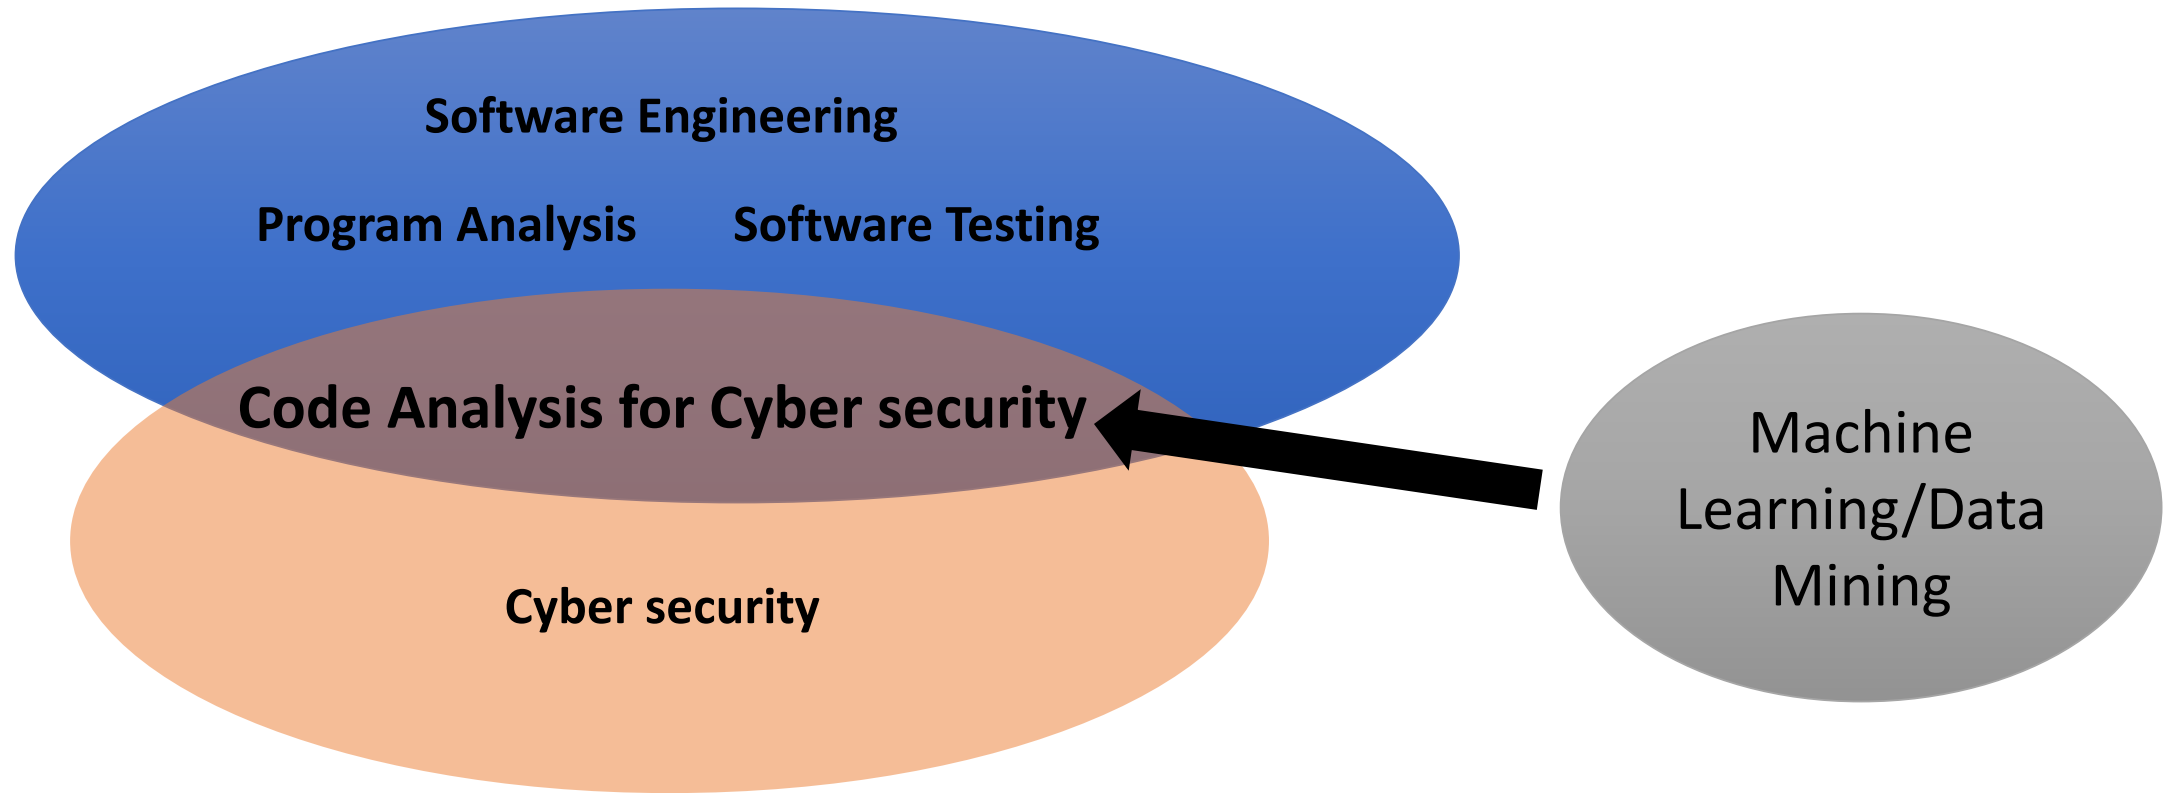 Software Engineering
Program Analysis Software Testing
Code Analysis for Cyber security
Cyber security
Machine
Learning/Data
Mining